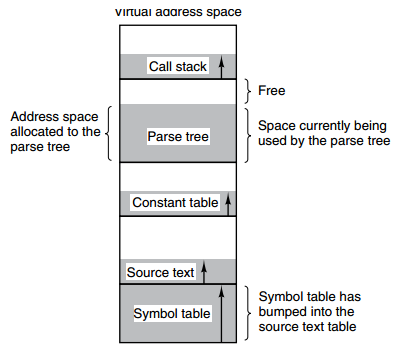 Virtual address space
Call stack
Free
Address space
allocated to the
parse tree
Parse tree
Space currently being
used by the parse tree
Constant table
Source text
Symbol table
Symbol table has
bumped into the
source text table